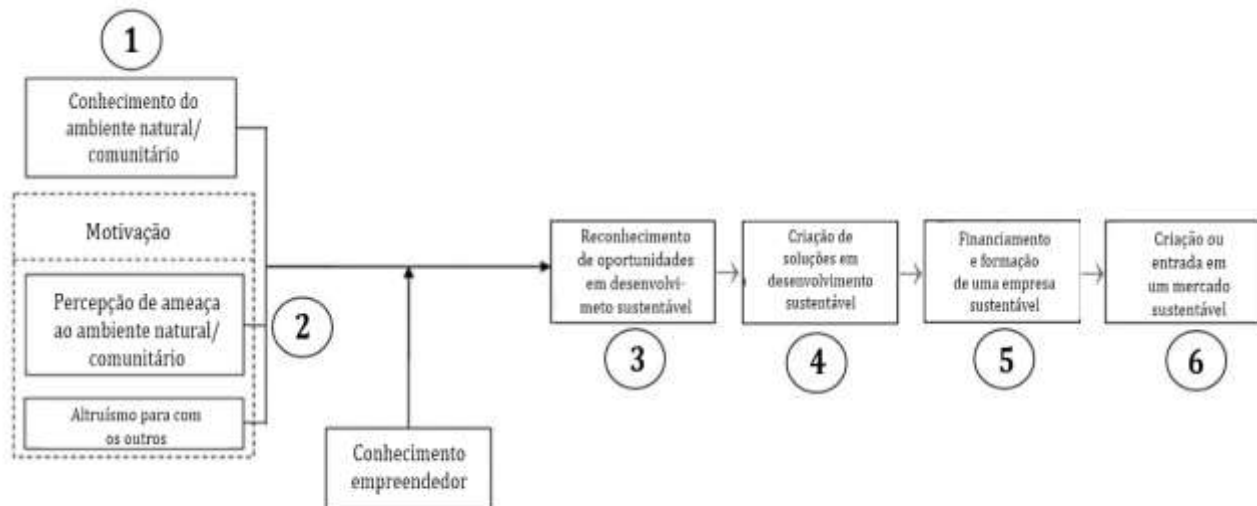 1
Conhecimento do
ambiente natural/
comunitário
Motivação
Percepção de ameaça
ao ambiente natural/
comunitário
2
Altruísmo para com
os outros
Conhecimento
empreendedor
Reconhecimento
de oportunidades
em desenvolvi-
meto sustentável
3
Criação de
soluções em
desenvolvimento
sustentável
4
Financiamento
e formação
de uma empresa
sustentável
5
Criação ou
entrada em
um mercado
sustentável
6